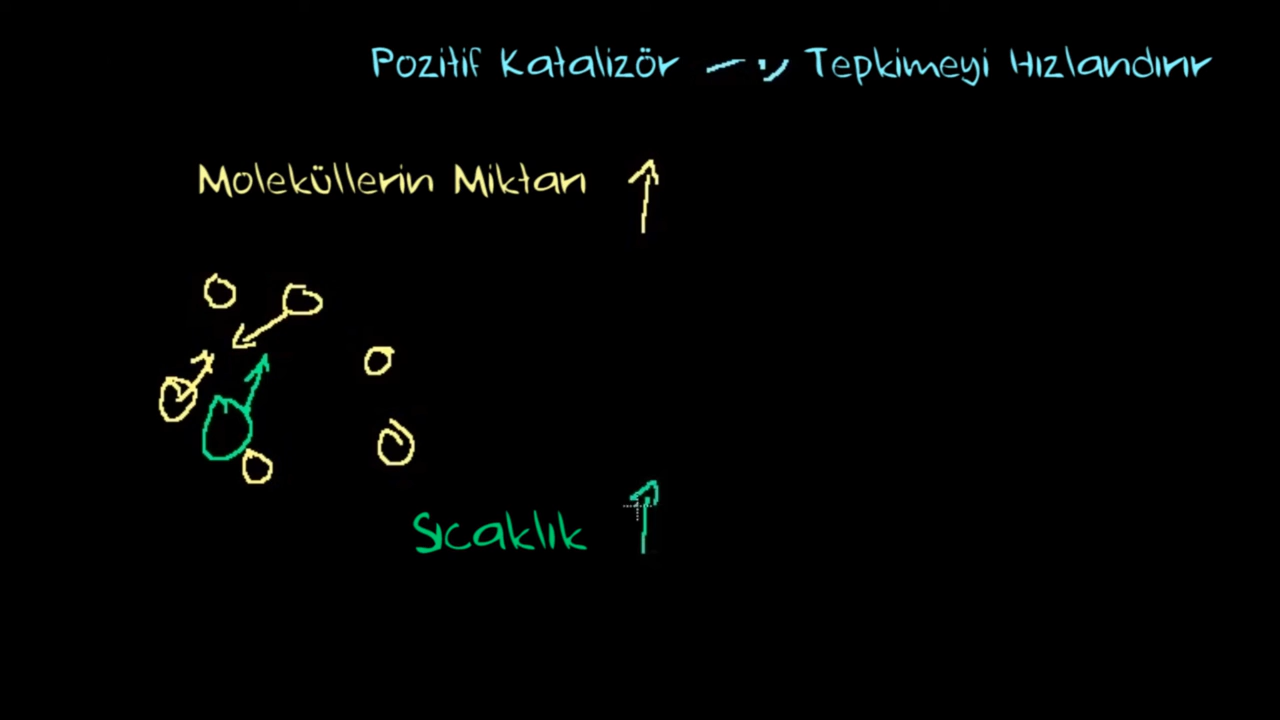 Pozitif Katalizör → Tepkimeyi Hızlandırır
Moleküllerin Miktarı ↑
Sıcaklık ↑